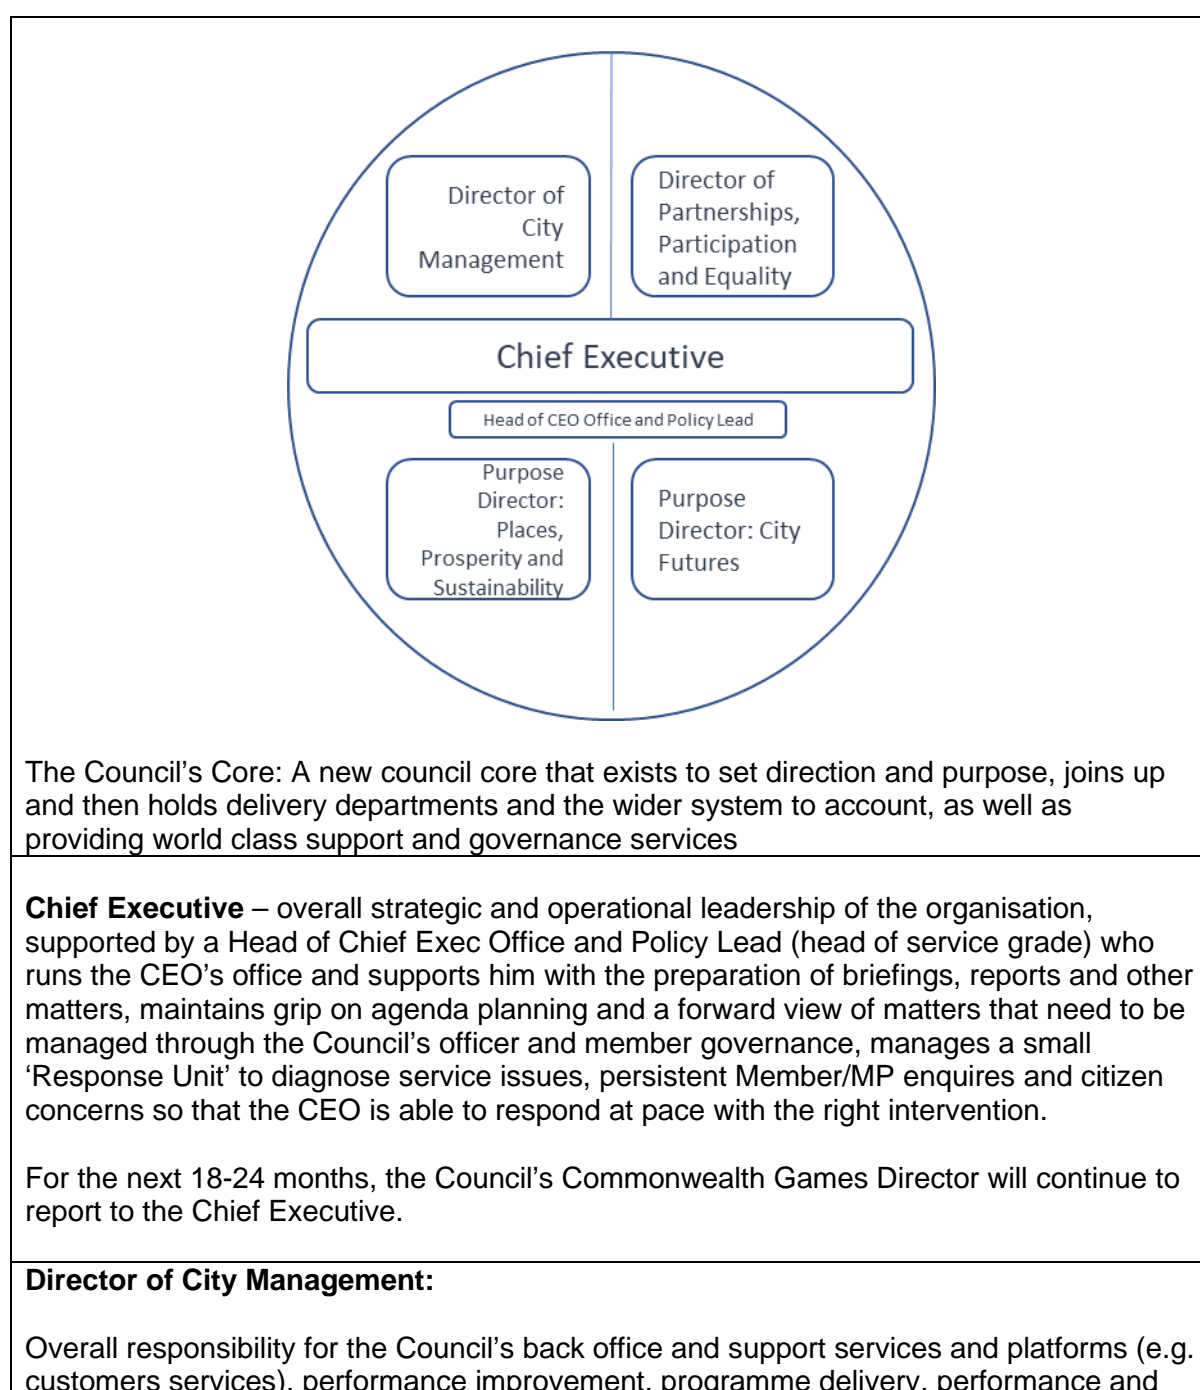 Director of
City
Management
Director of
Partnerships,
Participation
and Equality
Chief Executive
Head of CEO Office and Policy Lead
Purpose
Director:
Places,
Prosperity and
Sustainability
Purpose
Director: City
Futures
The Council’s Core: A new council core that exists to set direction and purpose, joins up
and then holds delivery departments and the wider system to account, as well as
providing world class support and governance services
Chief Executive – overall strategic and operational leadership of the organisation,
supported by a Head of Chief Exec Office and Policy Lead (head of service grade) who
runs the CEO’s office and supports him with the preparation of briefings, reports and other
matters, maintains grip on agenda planning and a forward view of matters that need to be
managed through the Council’s officer and member governance, manages a small
‘Response Unit’ to diagnose service issues, persistent Member/MP enquires and citizen
concerns so that the CEO is able to respond at pace with the right intervention.
For the next 18-24 months, the Council’s Commonwealth Games Director will continue to
report to the Chief Executive.
Director of City Management:
Overall responsibility for the Council’s back office and support services and platforms (e.g.
customers services), performance improvement, programme delivery, performance and